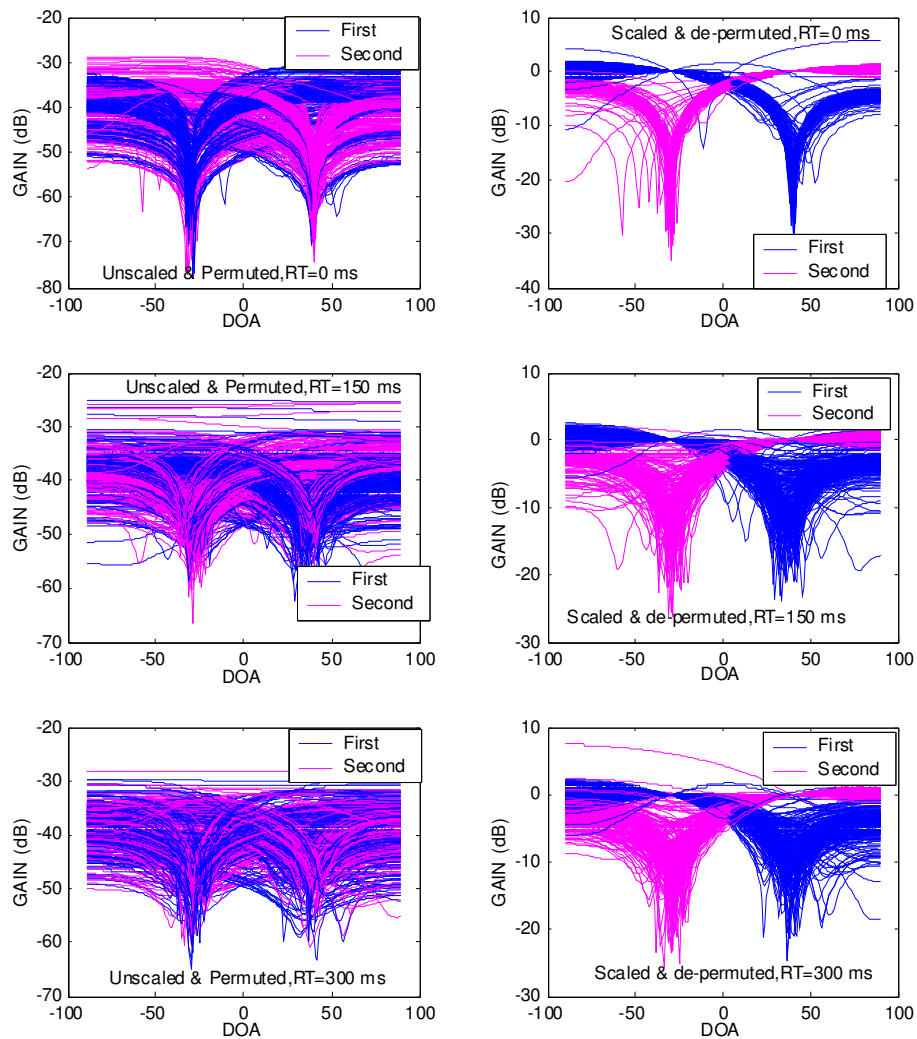 -20
-30
-40
-50
-60
-70
-80
-100
-50
0
50
100
GAIN (dB)
DOA
First
Second
Unscaled & Permuted,RT=0 ms
10
0
-10
-20
-30
-40
-100
-50
0
50
100
GAIN (dB)
DOA
Scaled & de-permuted,RT=0 ms
First
Second
-20
-30
-40
-50
-60
-70
-100
-50
0
50
100
GAIN (dB)
DOA
Unscaled & Permuted,RT=150 ms
First
Second
10
0
-10
-20
-30
-100
-50
0
50
100
GAIN (dB)
DOA
First
Second
Scaled & de-permuted,RT=150 ms
-20
-30
-40
-50
-60
-70
-100
-50
0
50
100
GAIN (dB)
DOA
First
Second
Unscaled & Permuted,RT=300 ms
10
0
-10
-20
-30
-100
-50
0
50
100
GAIN (dB)
DOA
First
Second
Scaled & de-permuted,RT=300 ms